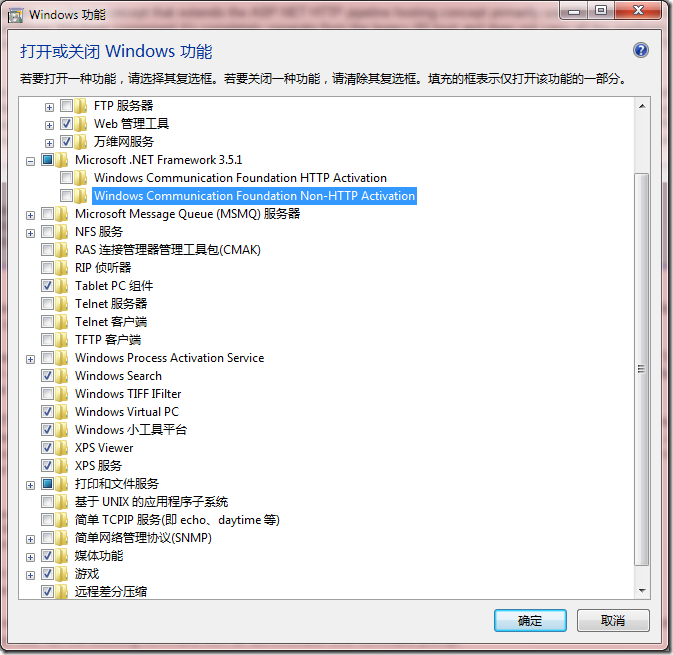 Windows 功能
打开或关闭 Windows 功能
若要打开一种功能，请选择其复选框。若要关闭一种功能，请清除其复选框。填充的框表示仅打开该功能的一部分。
FTP 服务器
Web 管理工具
万维网服务
Microsoft .NET Framework 3.5.1
Windows Communication Foundation HTTP Activation
Windows Communication Foundation Non-HTTP Activation
Microsoft Message Queue (MSMQ) 服务器
NFS 服务
RAS 连接管理器管理工具包(CMAK)
RIP 侦听器
Tablet PC 组件
Telnet 服务器
Telnet 客户端
TFTP 客户端
Windows Process Activation Service
Windows Search
Windows TIFF IFilter
Windows Virtual PC
Windows 小工具平台
XPS Viewer
XPS 服务
打印和文件服务
基于 UNIX 的应用程序子系统
简单 TCPIP 服务(即 echo、daytime 等)
简单网络管理协议(SNMP)
媒体功能
游戏
远程差分压缩
确定
取消